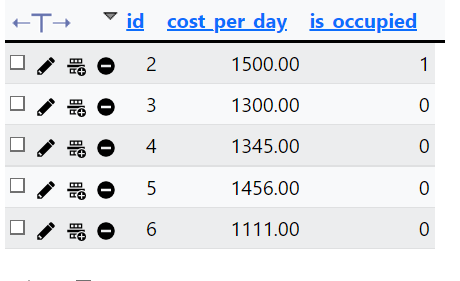 id cost_per_day is_occupied
2 1500.00 1
3 1300.00 0
4 1345.00 0
5 1456.00 0
6 1111.00 0